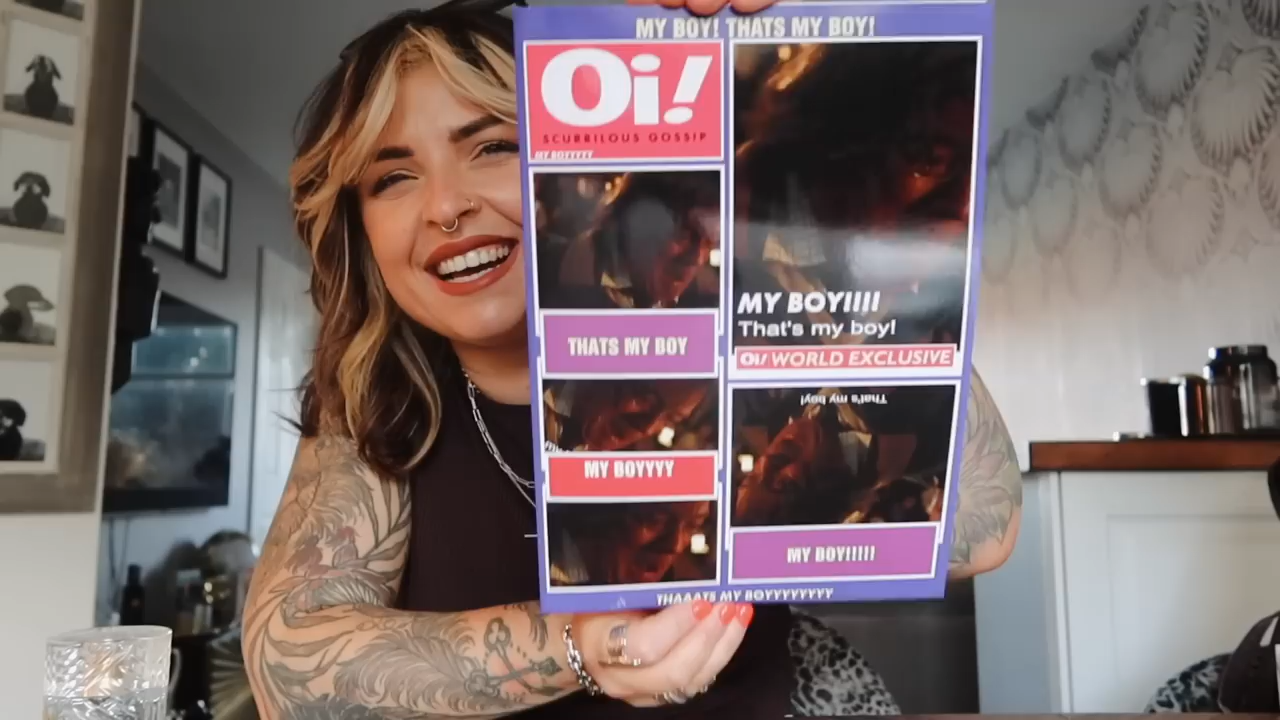 MY BOY! THATS MY BOY!
Oi!
SCURRILOUS GOSSIP
MY BOYYYY
THATS MY BOY
MY BOYYYY
MY BOY!!!!
That's my boy!
Oi! WORLD EXCLUSIVE
That's my boy!
MY BOY!!!!!
THAAATS MY BOYYYYYYYY